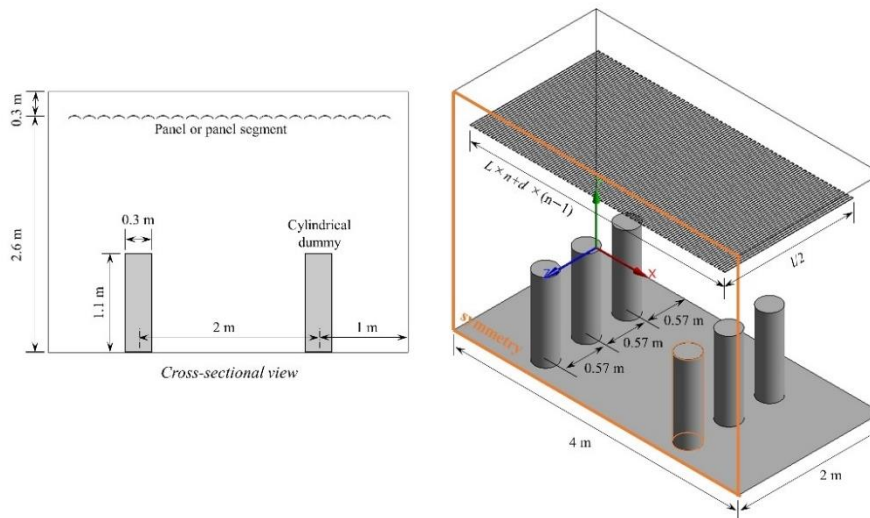 0.3 m
Panel or panel segment
0.3 m
Cylindrical
dummy
2.6 m
1.1 m
2 m
1 m
Cross-sectional view
L×n+d×(n−1)
l/2
Y
Z
X
symmetry
0.57 m
0.57 m
0.57 m
4 m
2 m